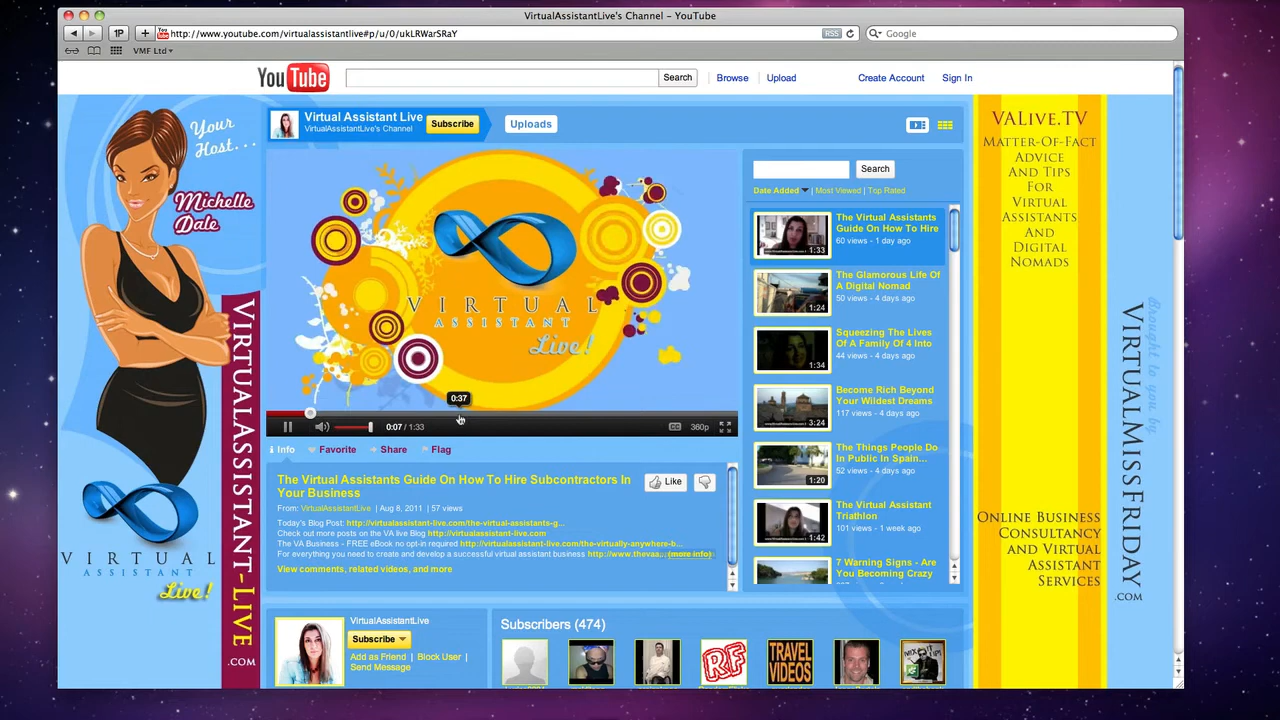 VirtualAssistantLive's Channel – YouTube
1P
http://www.youtube.com/virtualassistantlive#p/u/0/ukLRWarSRaY
RSS
Google
VMF Ltd
YouTube
Search
Browse
Upload
Create Account
Sign In
Your Host...
Michelle Dale
VIRTUALASSISTANT-LIVE
.COM
VIRTUAL
ASSISTANT
Live!
Virtual Assistant Live
VirtualAssistantLive's Channel
Subscribe
Uploads
VIRTUAL
ASSISTANT
Live!
0:37
0:07 / 1:33
CC
360p
Info
Favorite
Share
Flag
The Virtual Assistants Guide On How To Hire Subcontractors In
Your Business
Like
From: VirtualAssistantLive | Aug 8, 2011 | 57 views
Today's Blog Post: http://virtualassistant-live.com/the-virtual-assistants-g...
Check out more posts on the VA live Blog http://virtualassistant-live.com
The VA Business - FREE eBook no opt-in required http://virtualassistant-live.com/the-virtually-anywhere-b...
For everything you need to create and develop a successful virtual assistant business http://www.thevaa... (more info)
View comments, related videos, and more
Search
Date Added | Most Viewed | Top Rated
The Virtual Assistants
Guide On How To Hire
60 views - 1 day ago
1:33
The Glamorous Life Of
A Digital Nomad
50 views - 4 days ago
1:24
Squeezing The Lives
Of A Family Of 4 Into
44 views - 4 days ago
1:34
Become Rich Beyond
Your Wildest Dreams
117 views - 4 days ago
3:24
The Things People Do
In Public In Spain...
52 views - 4 days ago
1:20
The Virtual Assistant
Triathlon
101 views - 1 week ago
1:42
7 Warning Signs - Are
You Becoming Crazy
VirtualAssistantLive
Subscribe
Add as Friend | Block User |
Send Message
Subscribers (474)
RF
TRAVEL
VIDEOS
VALIVE.TV
MATTER-OF-FACT
ADVICE
AND TIPS
FOR
VIRTUAL
ASSISTANTS
AND
DIGITAL
NOMADS
Brought to you by
VIRTUALMISSFRIDAY
.COM
ONLINE BUSINESS
CONSULTANCY
AND VIRTUAL
ASSISTANT
SERVICES